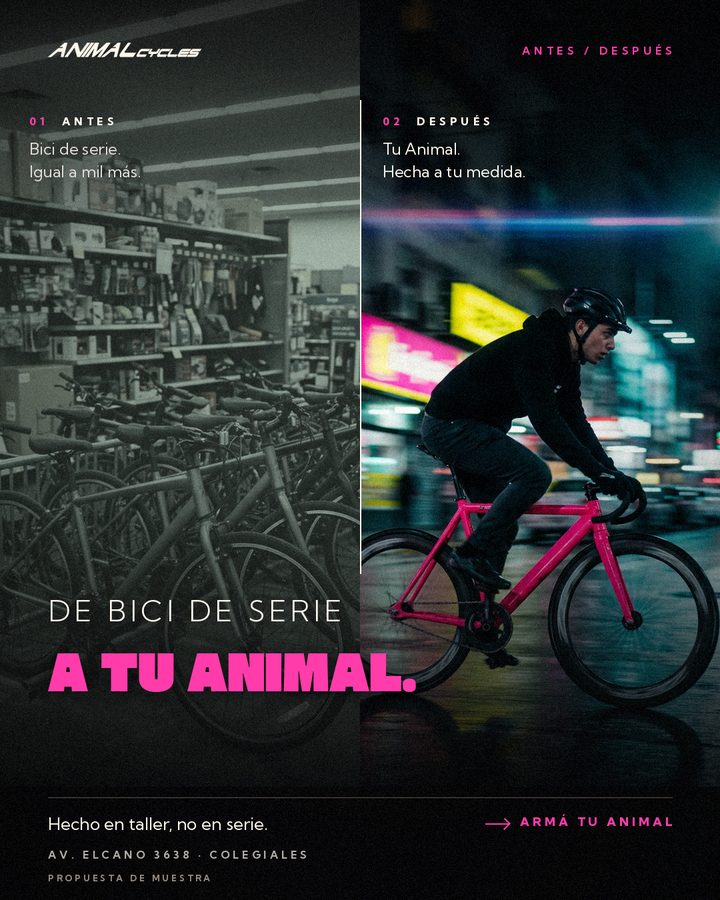 ANIMAL CYCLES
ANTES / DESPUÉS
01 ANTES
Bici de serie.
Igual a mil más.
02 DESPUÉS
Tu Animal.
Hecha a tu medida.
DE BICI DE SERIE
A TU ANIMAL.
Hecho en taller, no en serie.
→ ARMÁ TU ANIMAL
AV. ELCANO 3638 · COLEGIALES
PROPUESTA DE MUESTRA